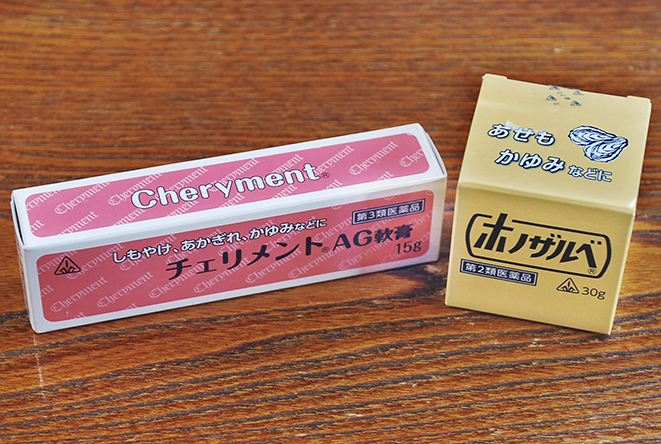 Cheryment®
しもやけ、あかぎれ、かゆみなどに
第3類医薬品
チェリメント® AG軟膏
15g
あせも
かゆみなどに
ホノザルベ®
第2類医薬品
30g